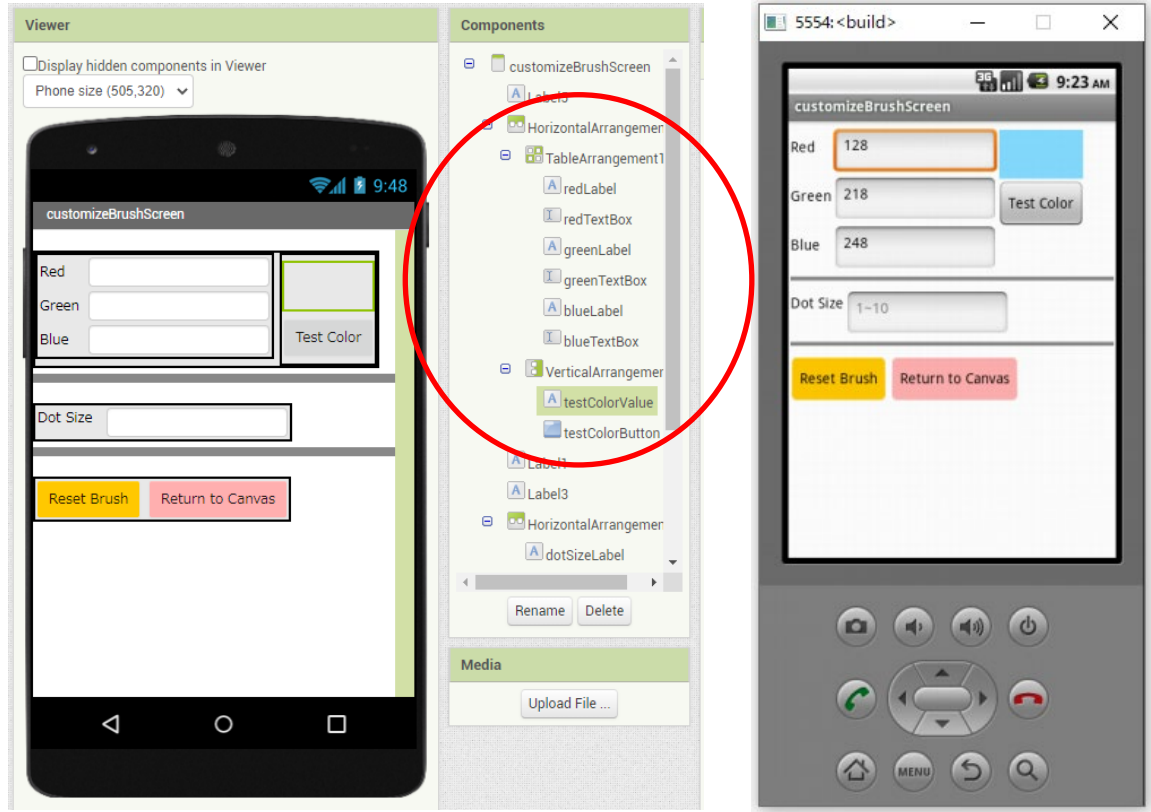 Viewer
Display hidden components in Viewer
Phone size (505,320)
9:48
customizeBrushScreen
Red
Green
Blue
Test Color
Dot Size
Reset Brush
Return to Canvas
Components
customizeBrushScreen
HorizontalArrangemen
TableArrangement1
redLabel
redTextBox
greenLabel
greenTextBox
blueLabel
blueTextBox
VerticalArrangemer
testColorValue
testColorButton
Label1
Label3
HorizontalArrangemen
dotSizeLabel
Rename
Delete
Media
Upload File ...
5554:<build>
3G
9:23 AM
customizeBrushScreen
Red
128
Green
218
Test Color
Blue
248
Dot Size
1~10
Reset Brush
Return to Canvas
MENU